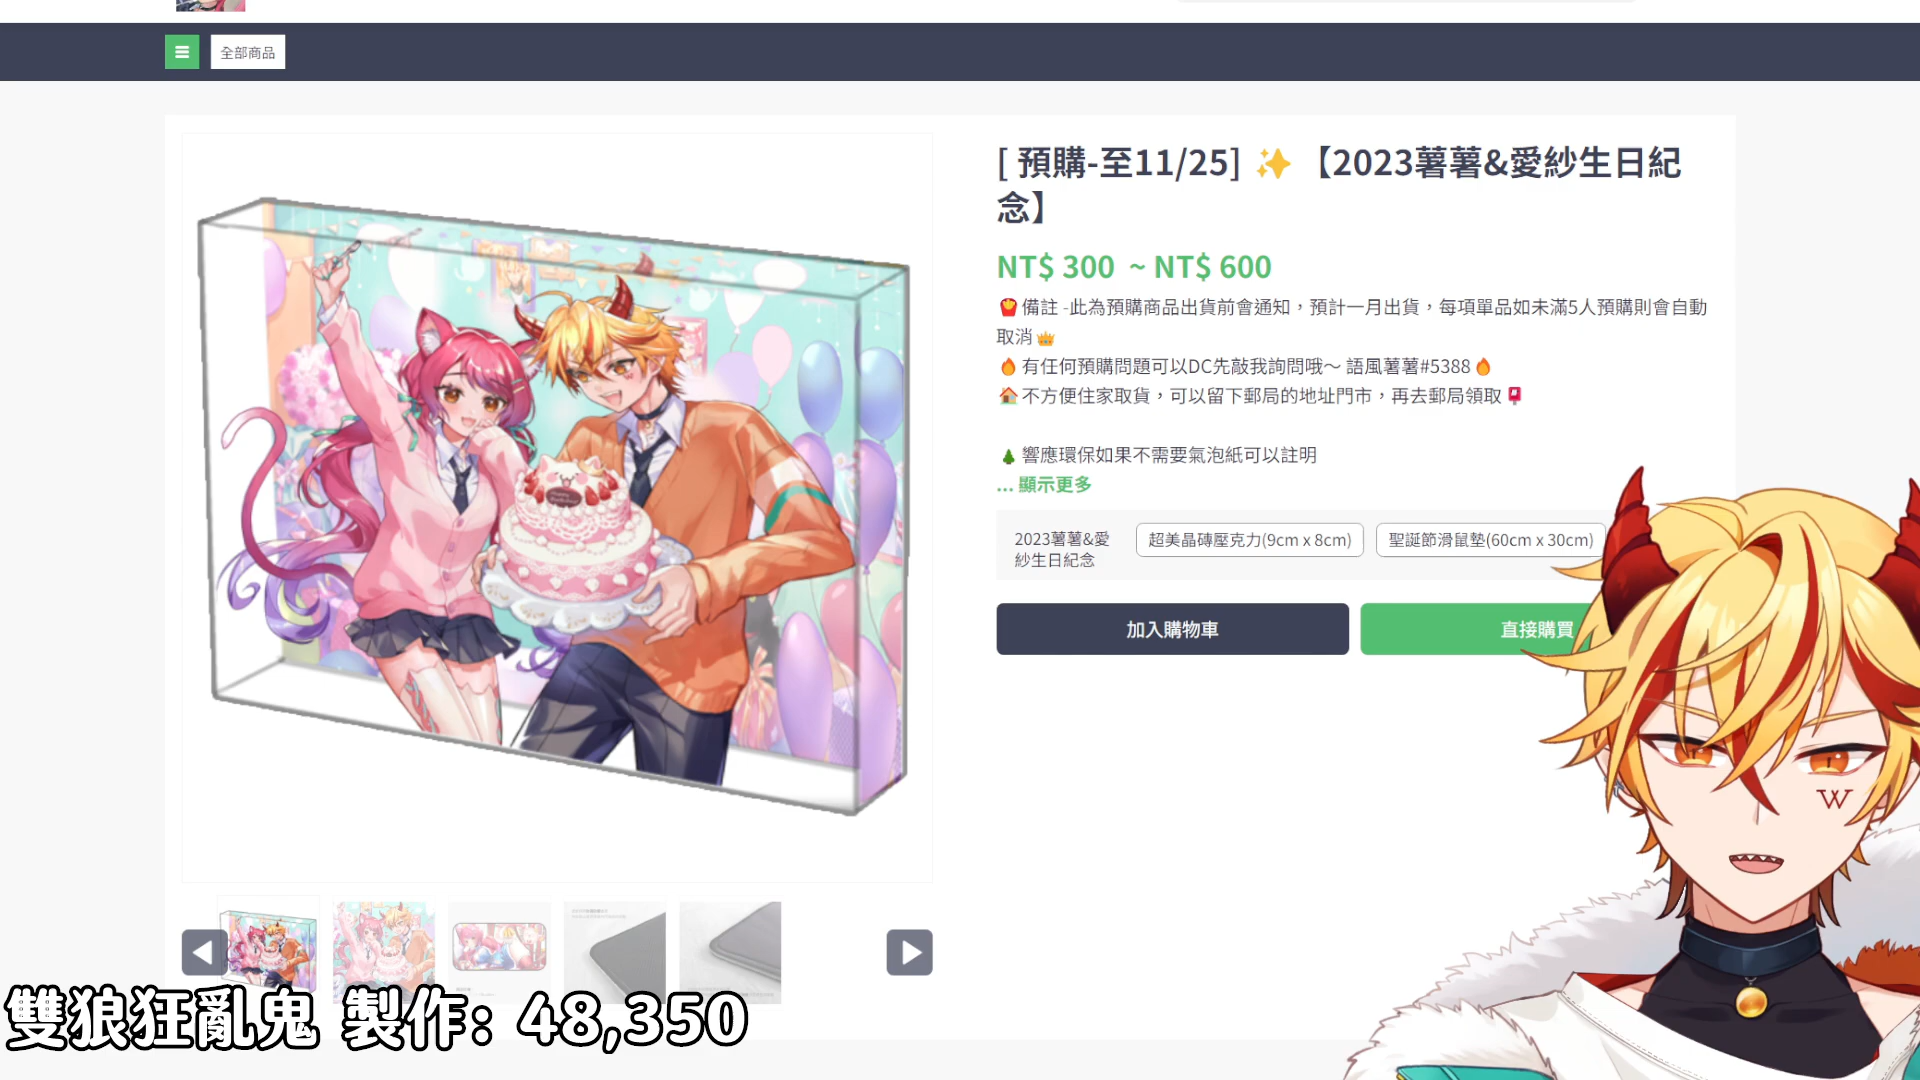 全部商品
[ 預購-至11/25] ✨ 【2023薯薯&愛紗生日紀
念】
NT$ 300 ~ NT$ 600
🍟備註 -此為預購商品出貨前會通知，預計一月出貨，每項單品如未滿5人預購則會自動
取消👑
🔥有任何預購問題可以DC先敲我詢問哦～ 語風薯薯#5388🔥
🏠不方便住家取貨，可以留下郵局的地址門市，再去郵局領取📮
🌲響應環保如果不需要氣泡紙可以註明
... 顯示更多
2023薯薯&愛
紗生日紀念
超美晶磚壓克力(9cm x 8cm)
聖誕節滑鼠墊(60cm x 30cm)
加入購物車
直接購買
W
雙狼狂亂鬼 製作: 48,350